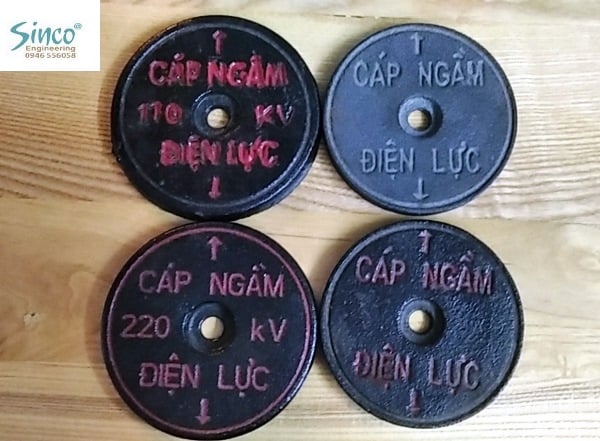 Sinco@
Engineering
0946 556058
CÁP NGẦM
110 KV
ĐIỆN LỰC
CÁP NGẦM
ĐIỆN LỰC
CÁP NGẦM
220 kV
ĐIỆN LỰC
CÁP NGẦM
ĐIỆN LỰC